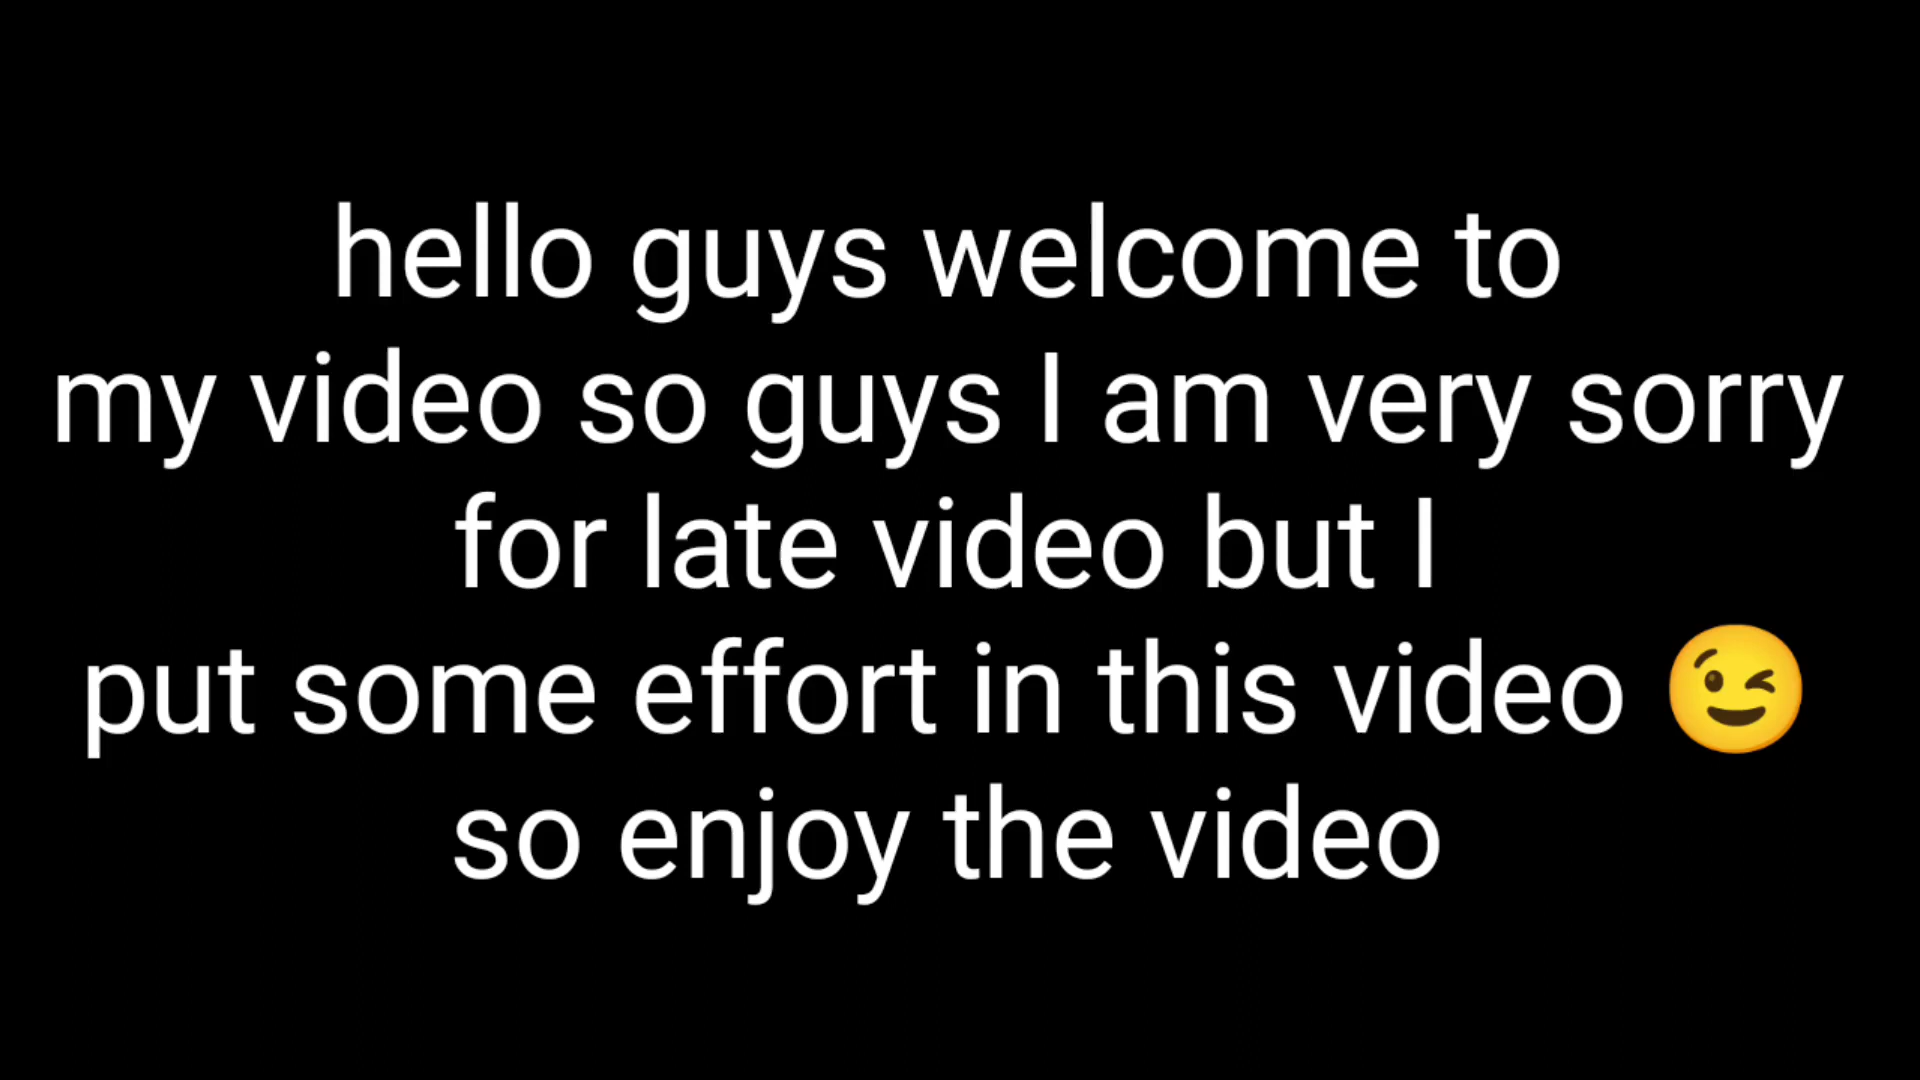 hello guys welcome to
my video so guys I am very sorry
for late video but I
put some effort in this video 😉
so enjoy the video